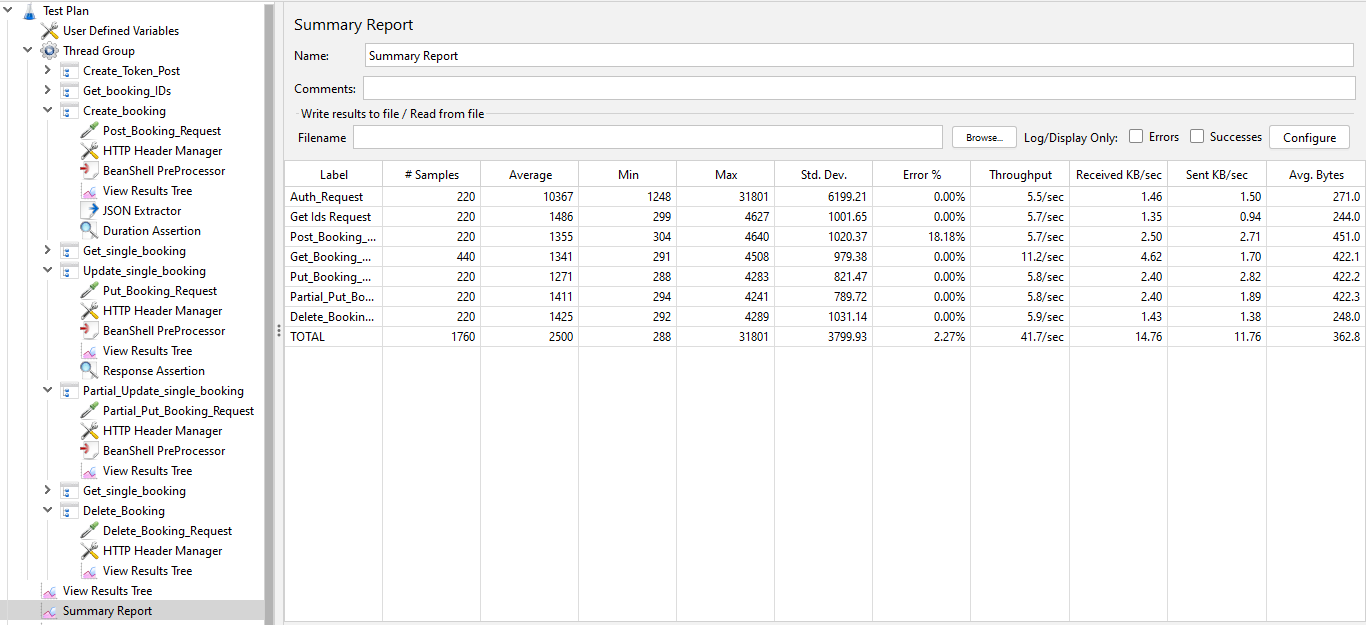 Test Plan
User Defined Variables
Thread Group
Create_Token_Post
Get_booking_IDs
Create_booking
Post_Booking_Request
HTTP Header Manager
BeanShell PreProcessor
View Results Tree
JSON Extractor
Duration Assertion
Get_single_booking
Update_single_booking
Put_Booking_Request
HTTP Header Manager
BeanShell PreProcessor
View Results Tree
Response Assertion
Partial_Update_single_booking
Partial_Put_Booking_Request
HTTP Header Manager
BeanShell PreProcessor
View Results Tree
Get_single_booking
Delete_Booking
Delete_Booking_Request
HTTP Header Manager
View Results Tree
View Results Tree
Summary Report
Summary Report
Name: Summary Report
Comments:
Write results to file / Read from file
Filename Browse... Log/Display Only: Errors Successes Configure
Label # Samples Average Min Max Std. Dev. Error % Throughput Received KB/sec Sent KB/sec Avg. Bytes
Auth_Request 220 10367 1248 31801 6199.21 0.00% 5.5/sec 1.46 1.50 271.0
Get Ids Request 220 1486 299 4627 1001.65 0.00% 5.7/sec 1.35 0.94 244.0
Post_Booking_... 220 1355 304 4640 1020.37 18.18% 5.7/sec 2.50 2.71 451.0
Get_Booking_... 440 1341 291 4508 979.38 0.00% 11.2/sec 4.62 1.70 422.1
Put_Booking_... 220 1271 288 4283 821.47 0.00% 5.8/sec 2.40 2.82 422.2
Partial_Put_Bo... 220 1411 294 4241 789.72 0.00% 5.8/sec 2.40 1.89 422.3
Delete_Bookin... 220 1425 292 4289 1031.14 0.00% 5.9/sec 1.43 1.38 248.0
TOTAL 1760 2500 288 31801 3799.93 2.27% 41.7/sec 14.76 11.76 362.8